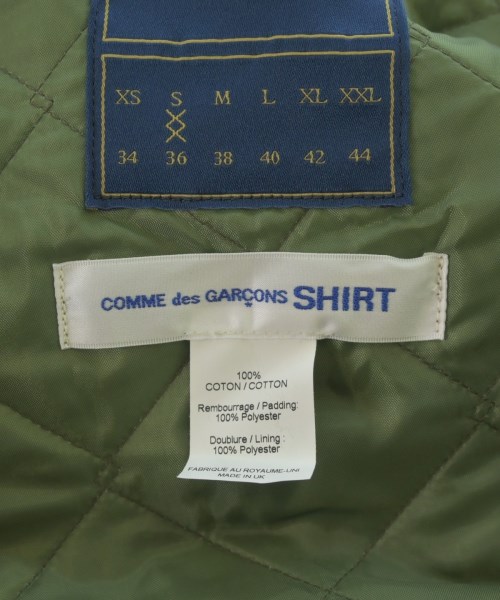 XS S M L XL XXL
34 36 38 40 42 44
COMME des GARÇONS SHIRT
100%
COTON / COTTON
Rembourrage / Padding:
100% Polyester
Doublure / Lining :
100% Polyester
FABRIQUE AU ROYAUME-UNI
MADE IN UK